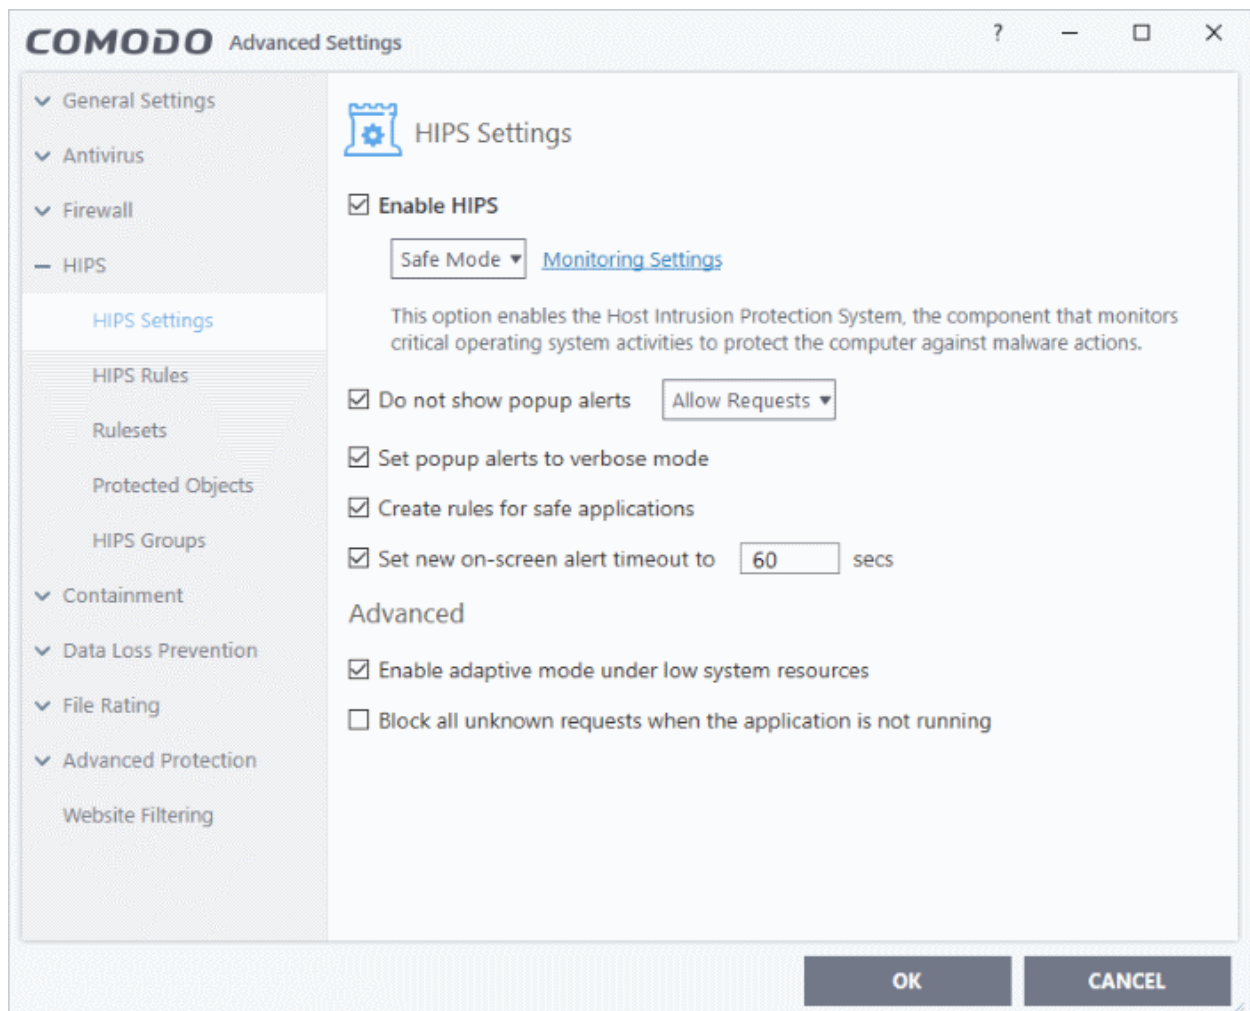 COMODO Advanced Settings ?
General Settings
Antivirus
Firewall
HIPS
HIPS Settings
HIPS Rules
Rulesets
Protected Objects
HIPS Groups
Containment
Data Loss Prevention
File Rating
Advanced Protection
Website Filtering
HIPS Settings
Enable HIPS
Safe Mode Monitoring Settings
This option enables the Host Intrusion Protection System, the component that monitors
critical operating system activities to protect the computer against malware actions.
Do not show popup alerts Allow Requests
Set popup alerts to verbose mode
Create rules for safe applications
Set new on-screen alert timeout to 60 secs
Advanced
Enable adaptive mode under low system resources
Block all unknown requests when the application is not running
OK CANCEL